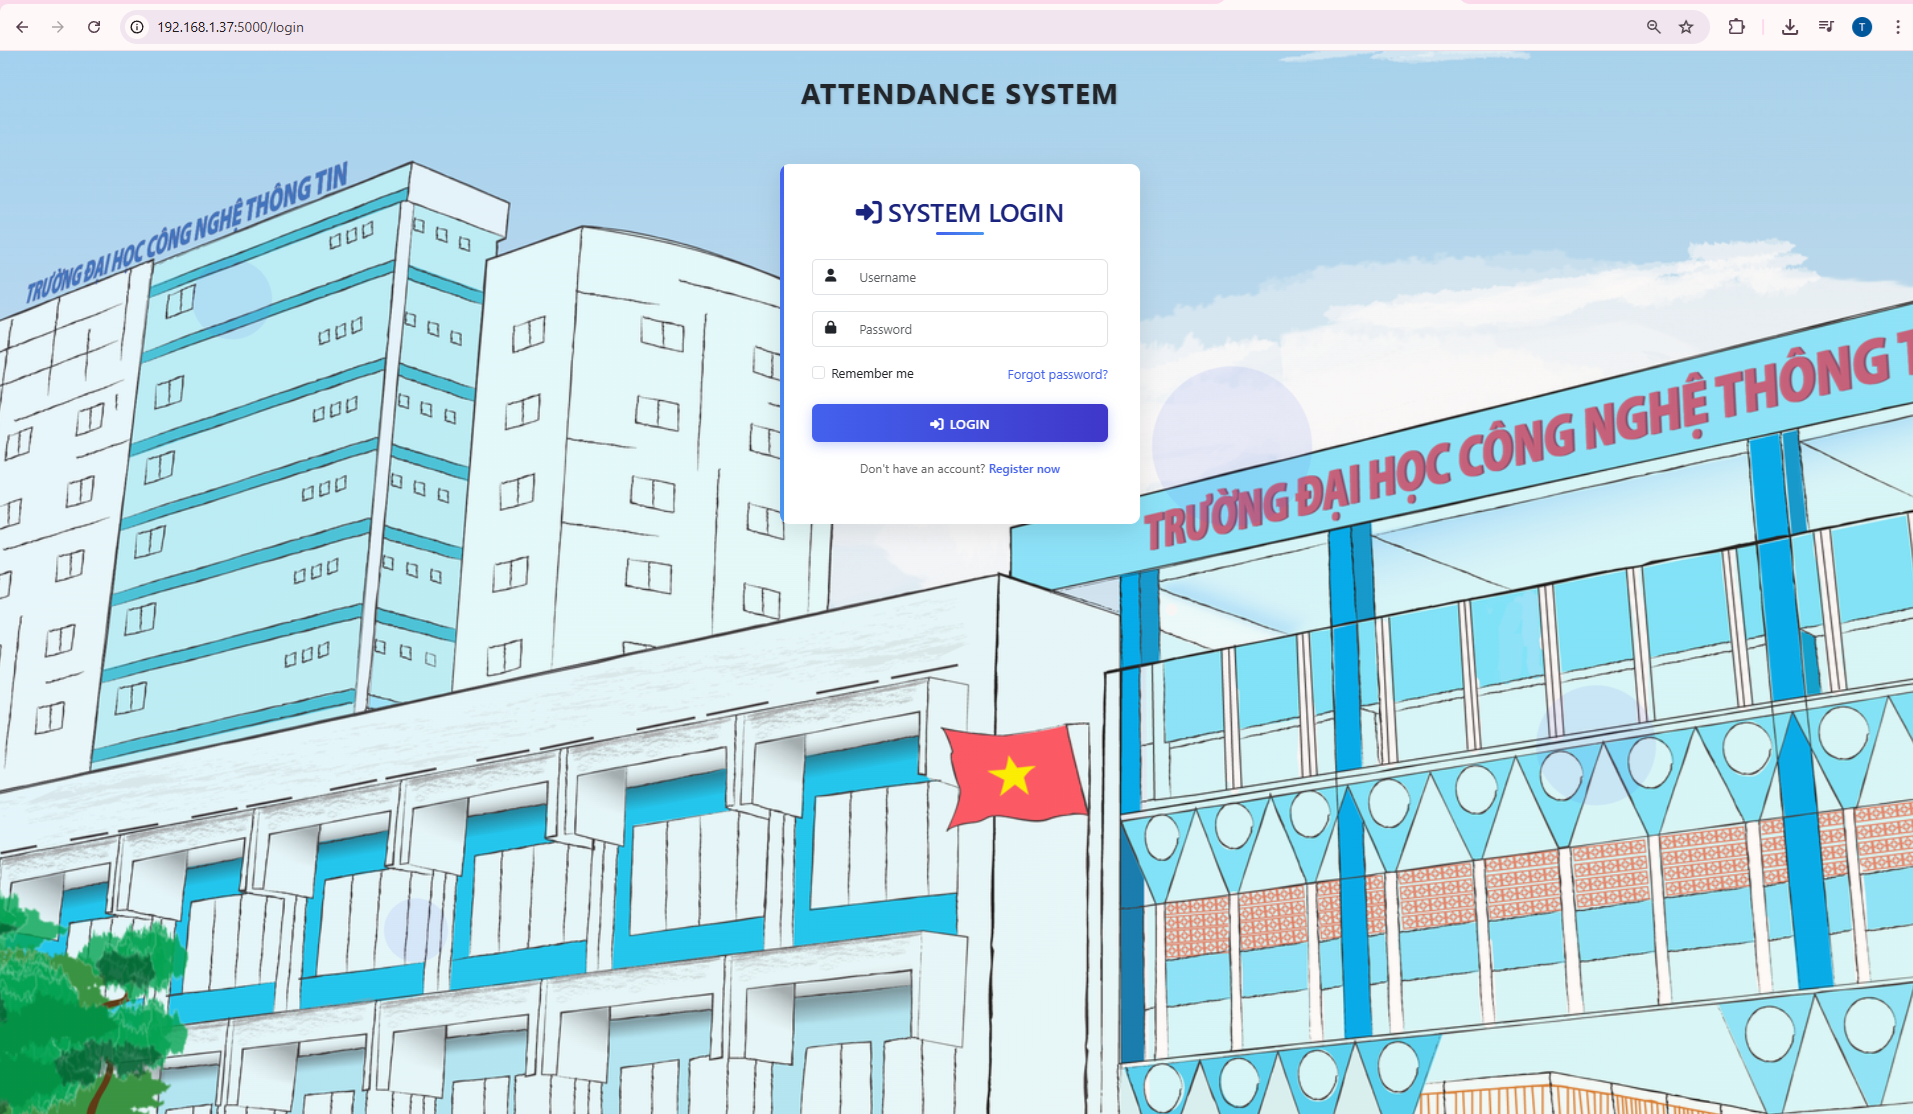 192.168.1.37:5000/login
T
ATTENDANCE SYSTEM
SYSTEM LOGIN
Username
Password
Remember me
Forgot password?
LOGIN
Don't have an account? Register now
TRƯỜNG ĐẠI HỌC CÔNG NGHỆ THÔNG TIN
TRƯỜNG ĐẠI HỌC CÔNG NGHỆ THÔNG T